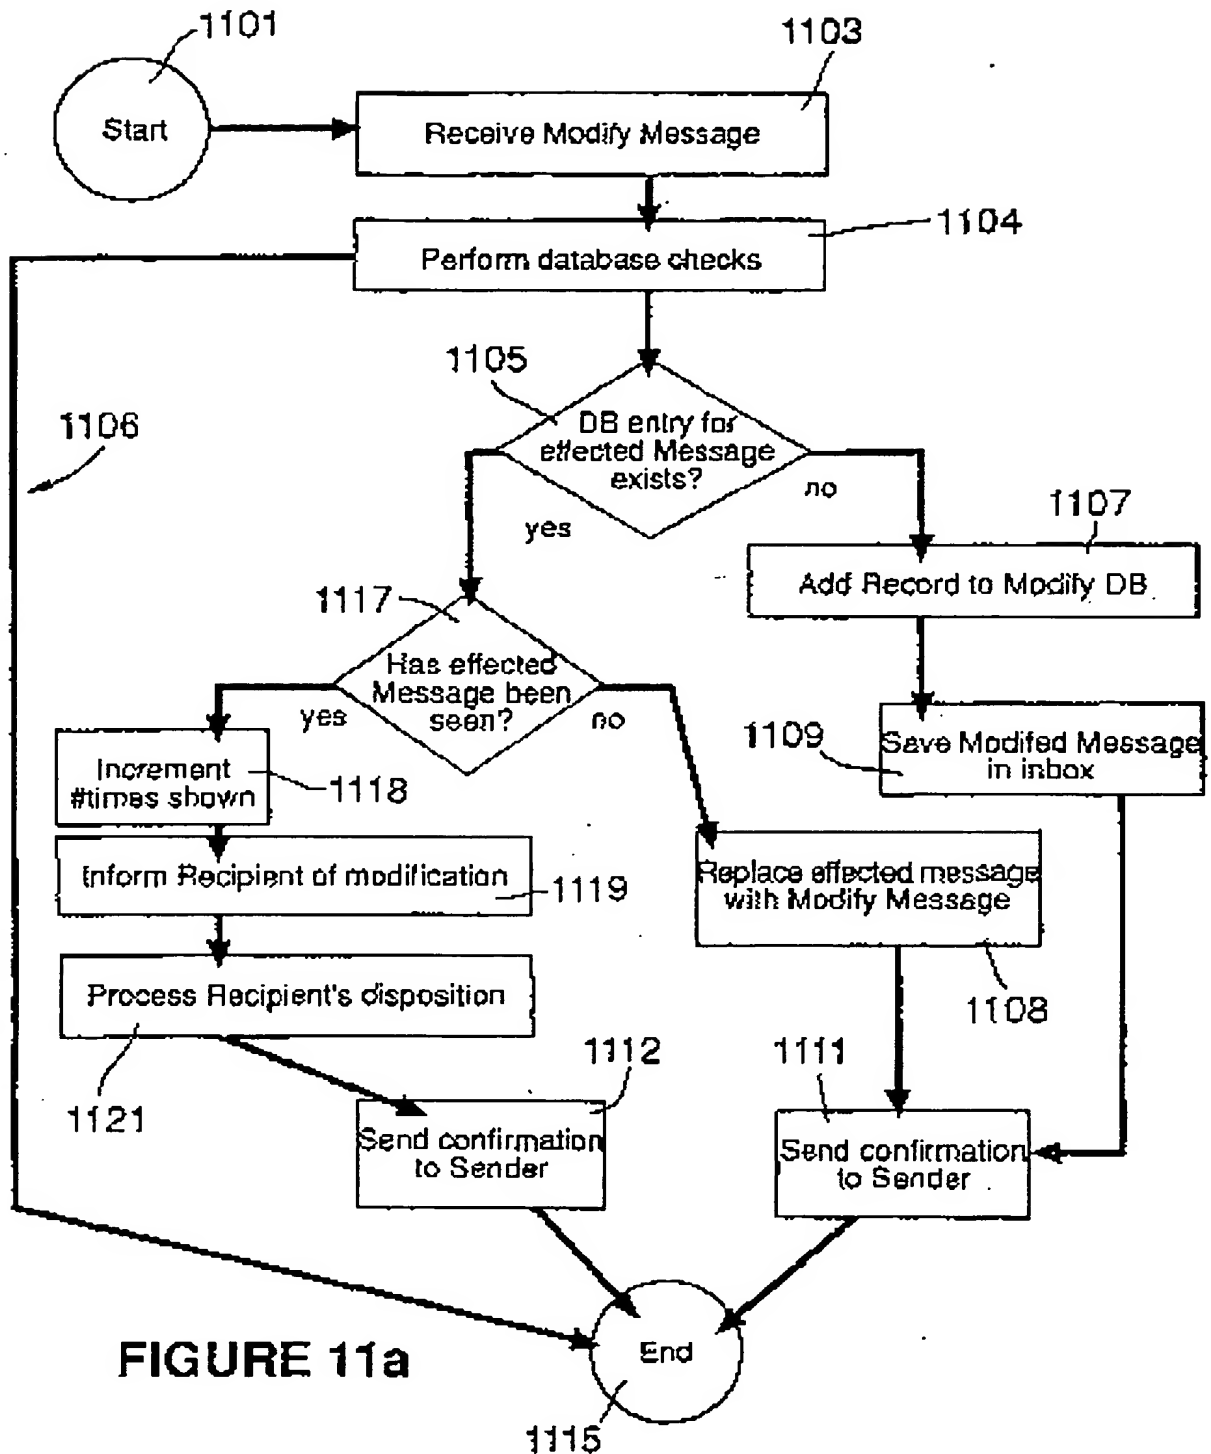 1101
1103
Start
Receive Modify Message
1104
Perform database checks
1105
DB entry for
effected Message
exists?
1106
no
yes
1107
Add Record to Modify DB
1117
Has effected
Message been
seen?
yes
no
1109
Save Modifed Message
in inbox
Increment
#times shown
1118
Inform Recipient of modification
1119
Replace effected message
with Modify Message
1108
Process Recipient's disposition
1121
1112
Send confirmation
to Sender
1111
Send confirmation
to Sender
End
1115
FIGURE 11a